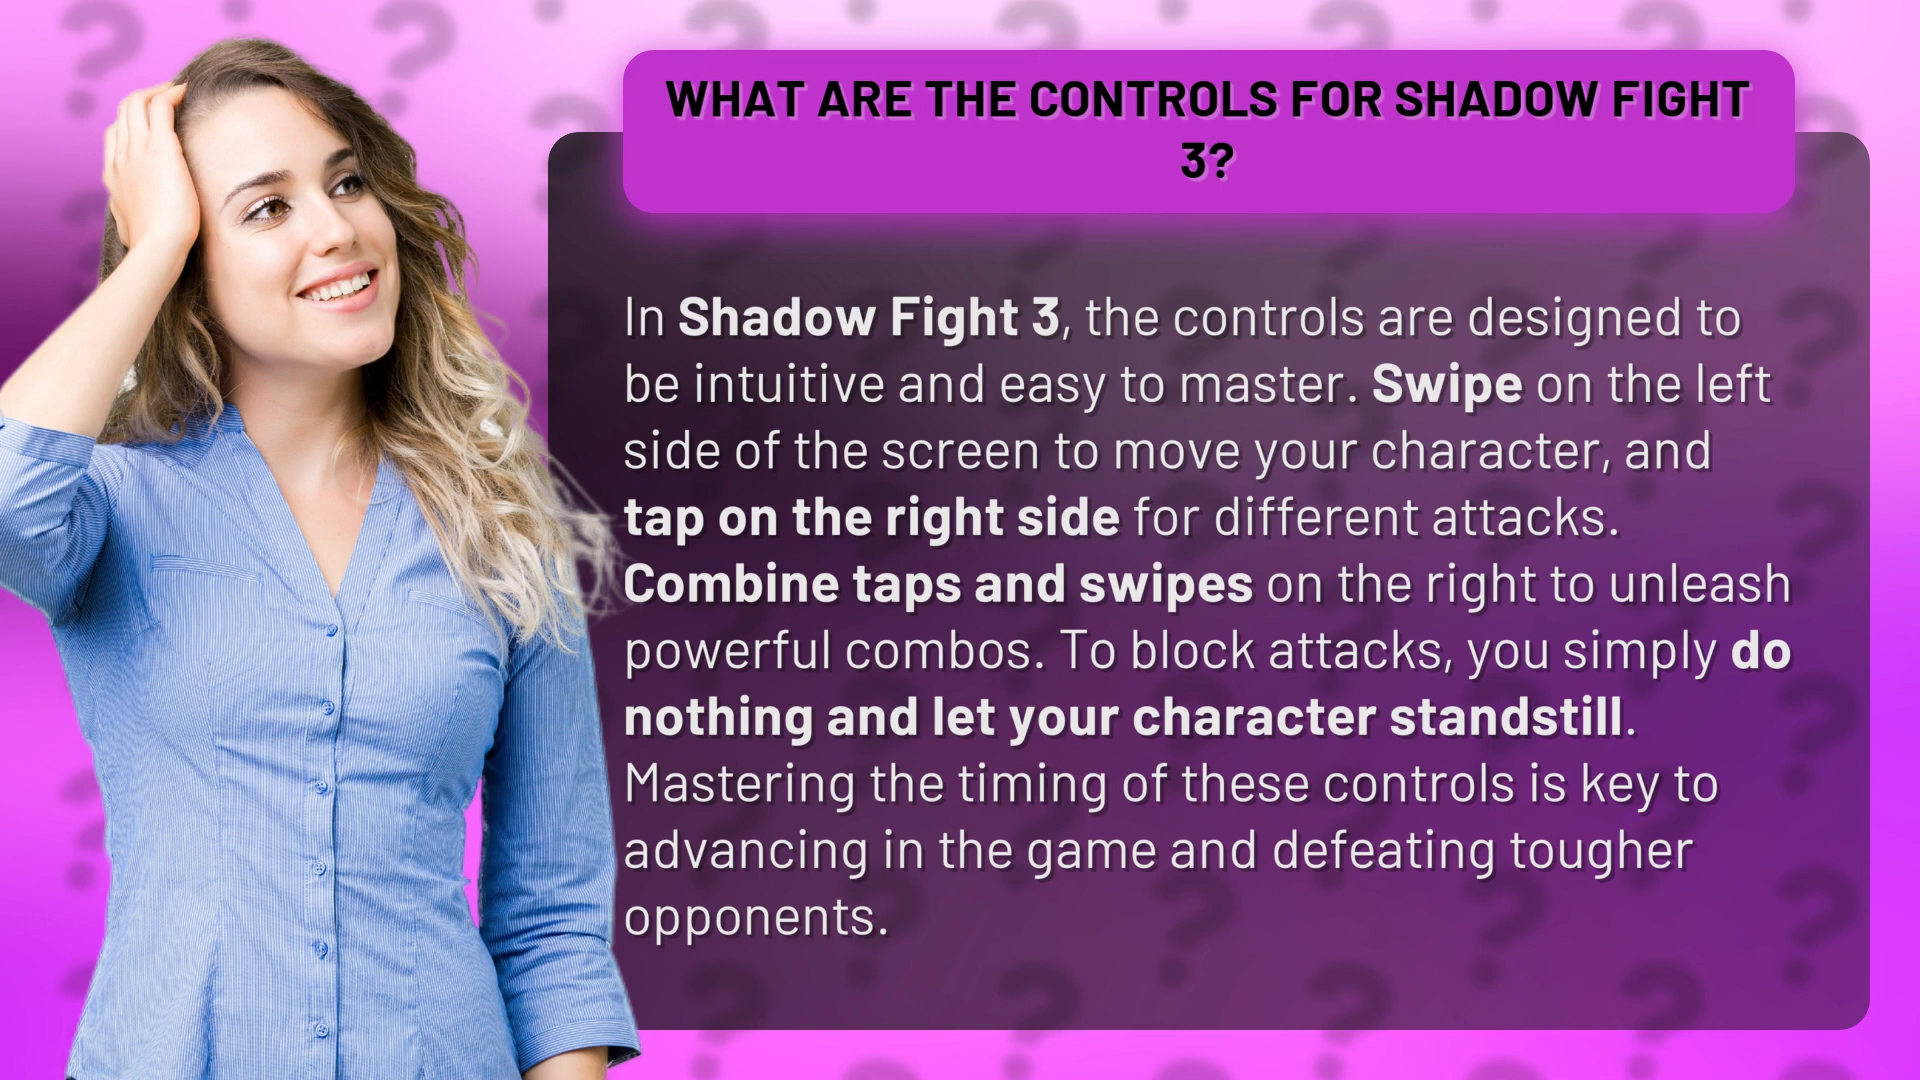 WHAT ARE THE CONTROLS FOR SHADOW FIGHT
3?
In Shadow Fight 3, the controls are designed to
be intuitive and easy to master. Swipe on the left
side of the screen to move your character, and
tap on the right side for different attacks.
Combine taps and swipes on the right to unleash
powerful combos. To block attacks, you simply do
nothing and let your character standstill.
Mastering the timing of these controls is key to
advancing in the game and defeating tougher
opponents.